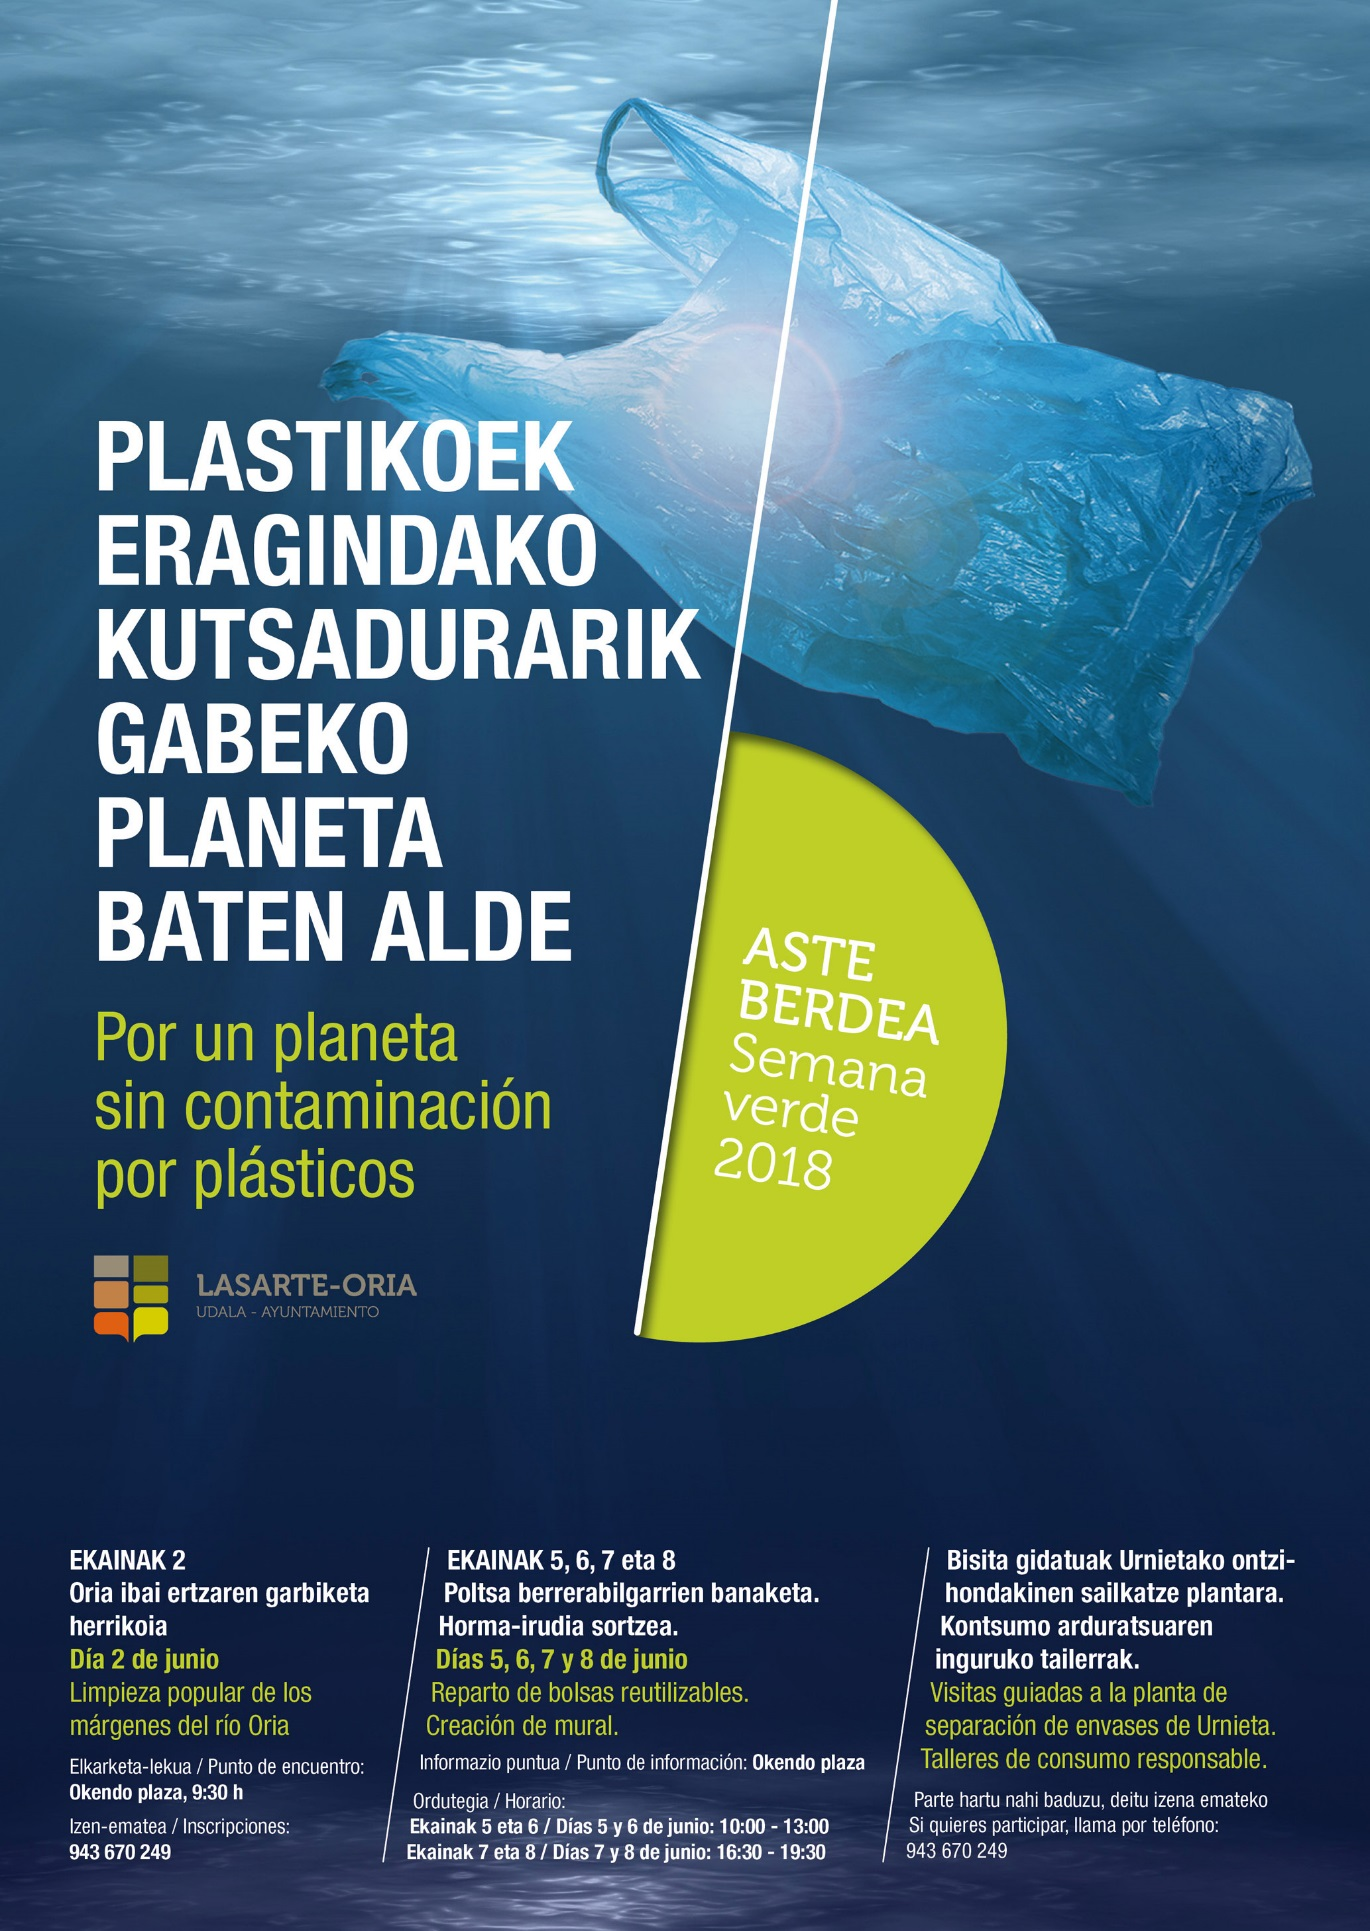 PLASTIKOEK
ERAGINDAKO
KUTSADURARIK
GABEKO
PLANETA
BATEN ALDE
Por un planeta
sin contaminación
por plásticos
ASTE
BERDEA
Semana
verde
2018
LASARTE-ORIA
UDALA - AYUNTAMIENTO
EKAINAK 2
Oria ibai ertzaren garbiketa
herrikoia
Día 2 de junio
Limpieza popular de los
márgenes del río Oria
Elkarketa-lekua / Punto de encuentro:
Okendo plaza, 9:30 h
Izen-ematea / Inscripciones:
943 670 249
EKAINAK 5, 6, 7 eta 8
Poltsa berrerabilgarrien banaketa.
Horma-irudia sortzea.
Días 5, 6, 7 y 8 de junio
Reparto de bolsas reutilizables.
Creación de mural.
Informazio puntua / Punto de información: Okendo plaza
Ordutegia / Horario:
Ekainak 5 eta 6 / Días 5 y 6 de junio: 10:00 - 13:00
Ekainak 7 eta 8 / Días 7 y 8 de junio: 16:30 - 19:30
Bisita gidatuak Urnietako ontzi-
hondakinen sailkatze plantara.
Kontsumo arduratsuaren
inguruko tailerrak.
Visitas guiadas a la planta de
separación de envases de Urnieta.
Talleres de consumo responsable.
Parte hartu nahi baduzu, deitu izena emateko
Si quieres participar, llama por teléfono:
943 670 249